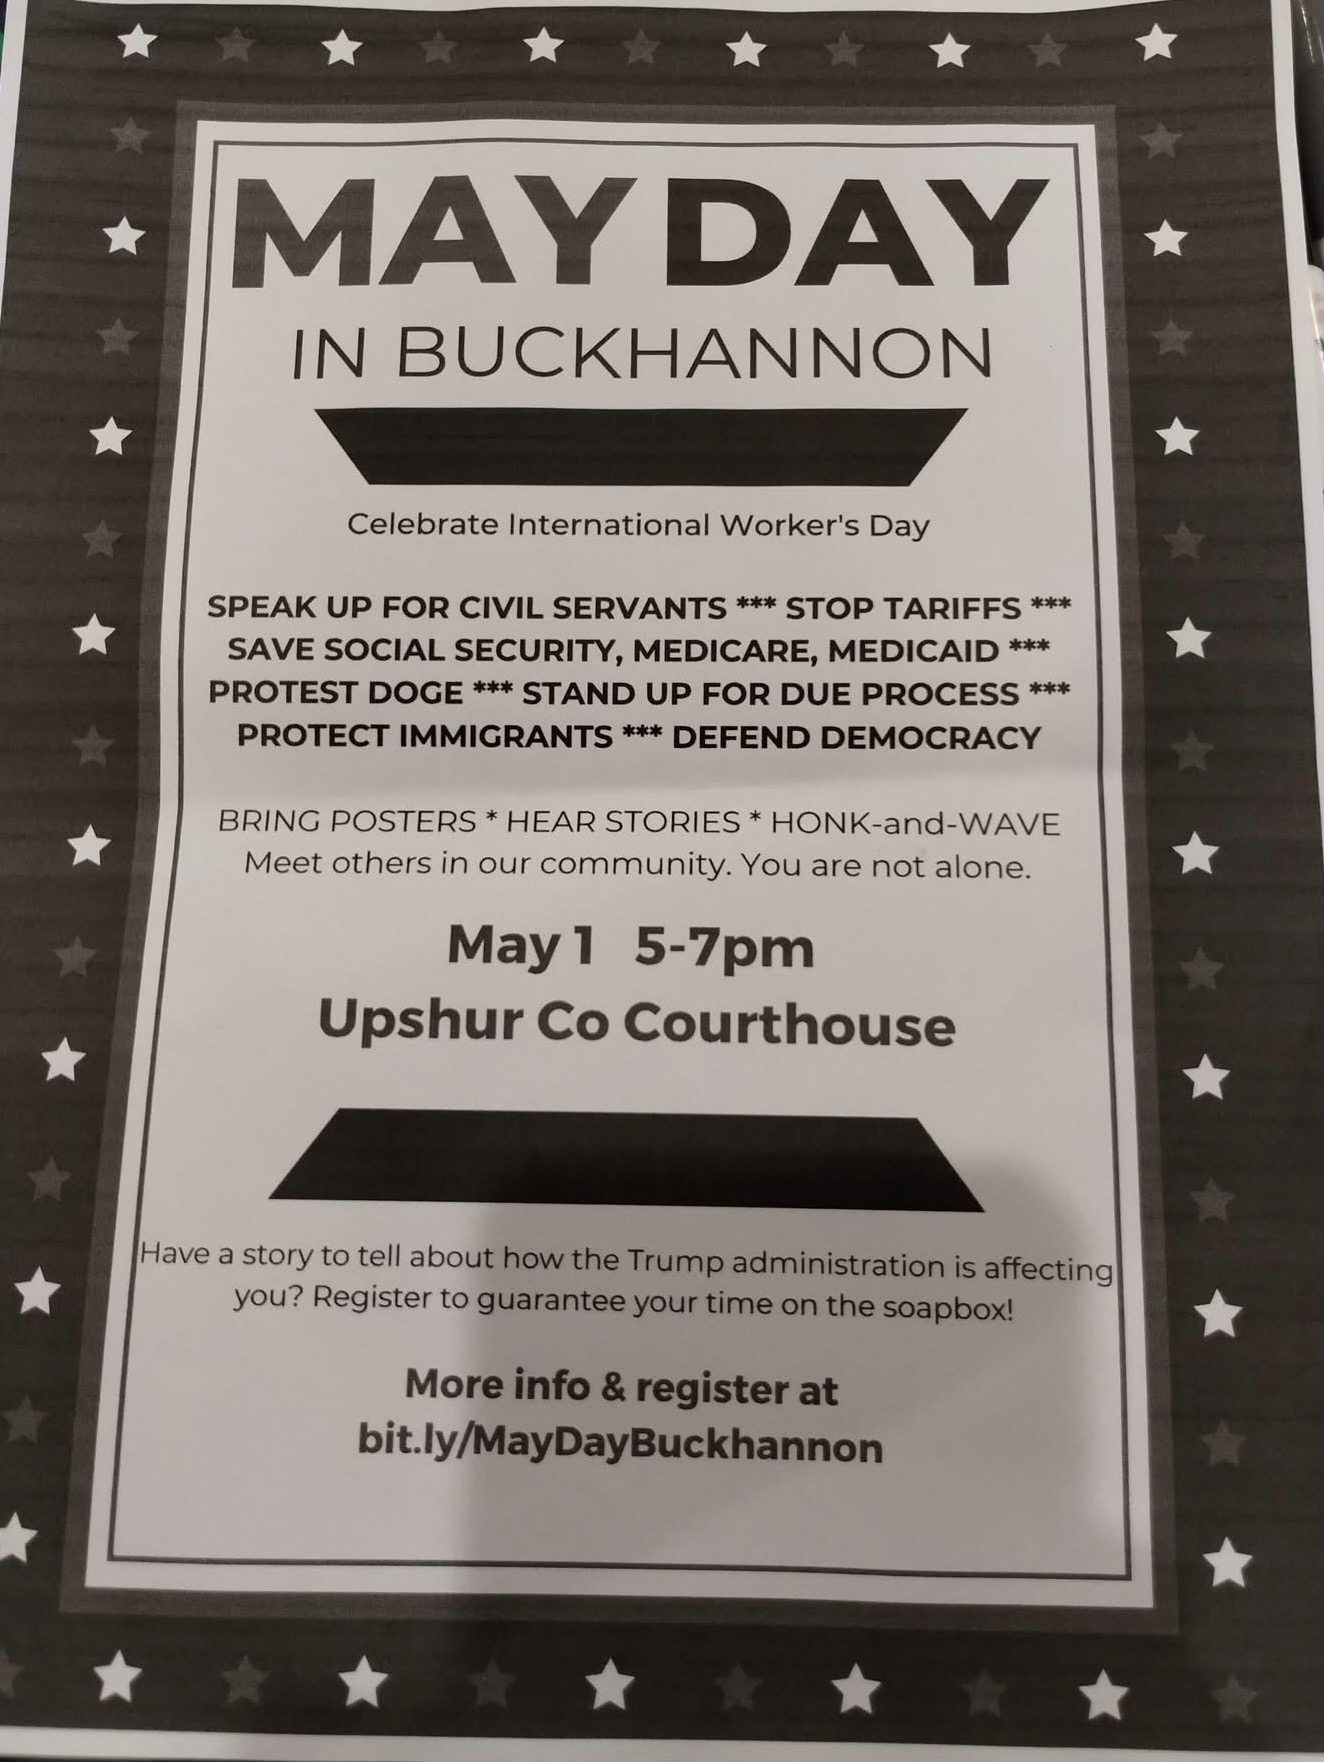 MAY DAY
IN BUCKHANNON
Celebrate International Worker's Day
SPEAK UP FOR CIVIL SERVANTS *** STOP TARIFFS ***
SAVE SOCIAL SECURITY, MEDICARE, MEDICAID ***
PROTEST DOGE *** STAND UP FOR DUE PROCESS ***
PROTECT IMMIGRANTS *** DEFEND DEMOCRACY
BRING POSTERS * HEAR STORIES * HONK-and-WAVE
Meet others in our community. You are not alone.
May 1 5-7pm
Upshur Co Courthouse
Have a story to tell about how the Trump administration is affecting
you? Register to guarantee your time on the soapbox!
More info & register at
bit.ly/MayDayBuckhannon